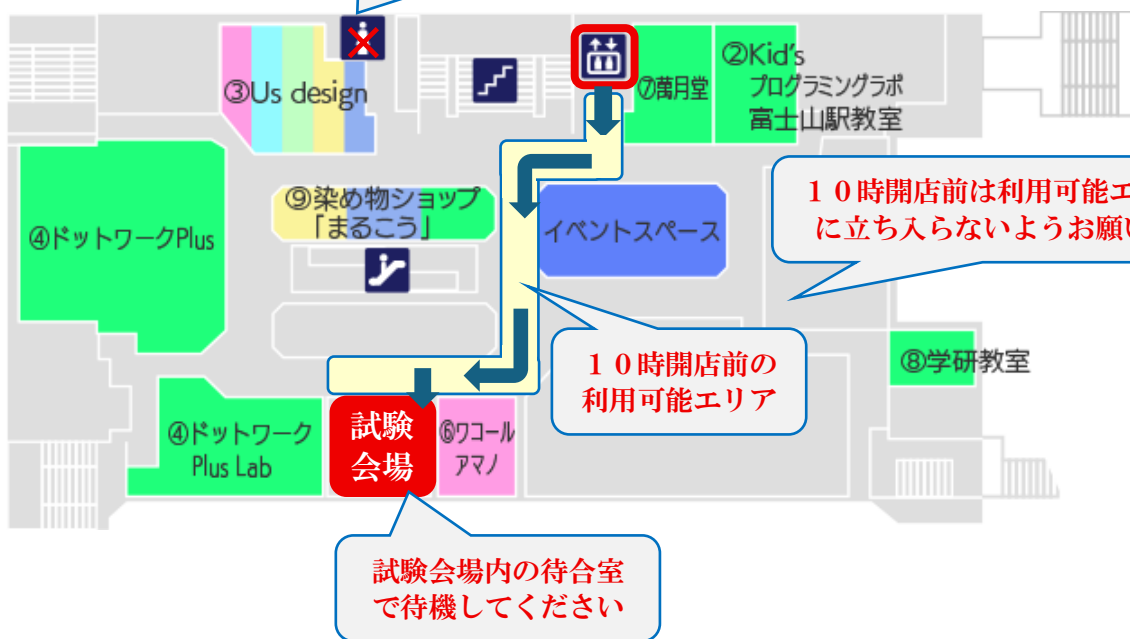 ③Us design
⑦萬月堂
②Kid's
プログラミングラボ
富士山駅教室
④ドットワークPlus
⑨染め物ショップ
「まるこう」
イベントスペース
１０時開店前は利用可能エ
に立ち入らないようお願い
１０時開店前の
利用可能エリア
⑧学研教室
④ドットワーク
Plus Lab
試験
会場
⑥ワコール
アマノ
試験会場内の待合室
で待機してください